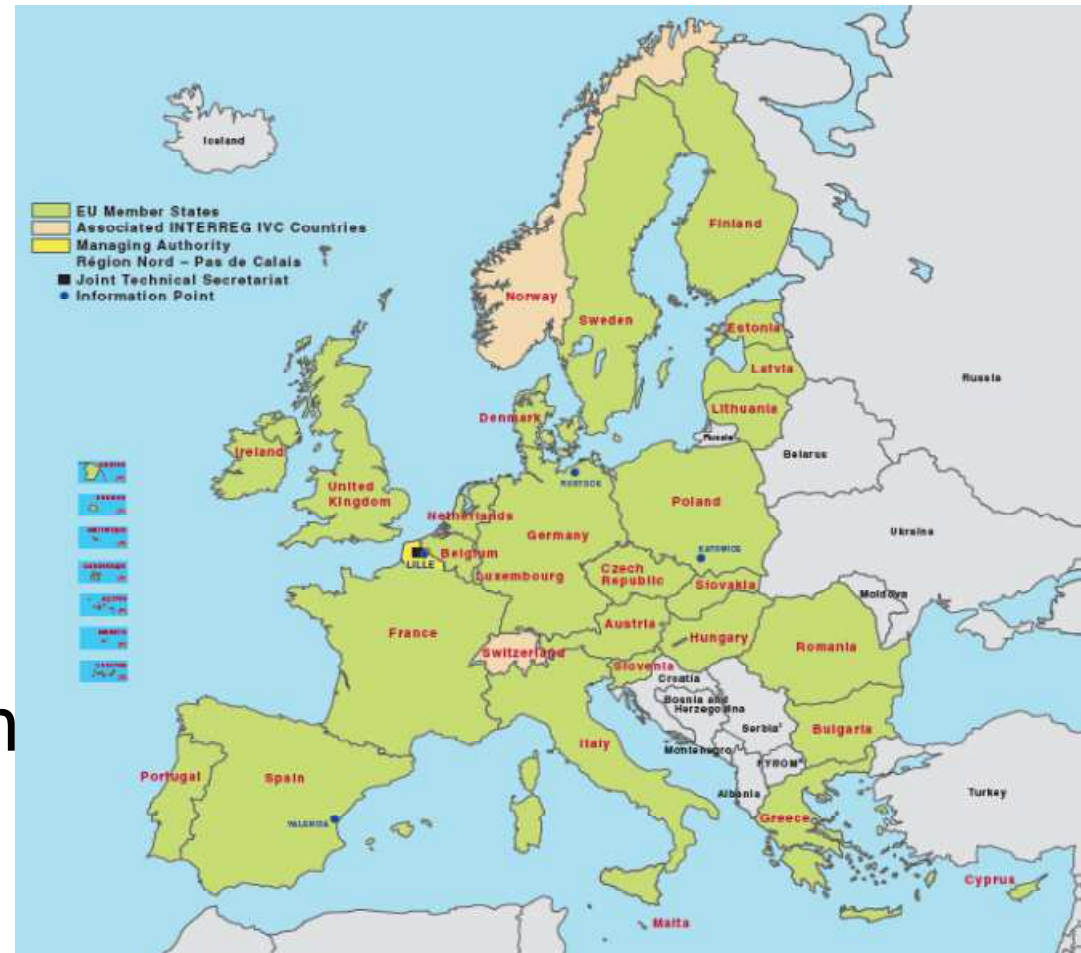 Iceland
EU Member States
Associated INTERREG IVC Countries
Managing Authority
Région Nord – Pas de Calais
Joint Technical Secretariat
Information Point
Finland
Norway
Sweden
Estonia
Latvia
Russia
Lithuania
Denmark
Russia
Belarus
Ireland
ROSTOCK
United
Kingdom
Poland
Netherlands
Germany
Ukraine
KATOWICE
Belgium
LILLE
Luxembourg
Czech
Republic
Slovakia
Moldova
Austria
France
Hungary
Romania
Switzerland
Slovenia
Croatia
Bosnia and
Herzegovina
Serbia
Bulgaria
Montenegro
Italy
FYROM
Portugal
Spain
Albania
Turkey
Greece
VALENCIA
Cyprus
Malta
n